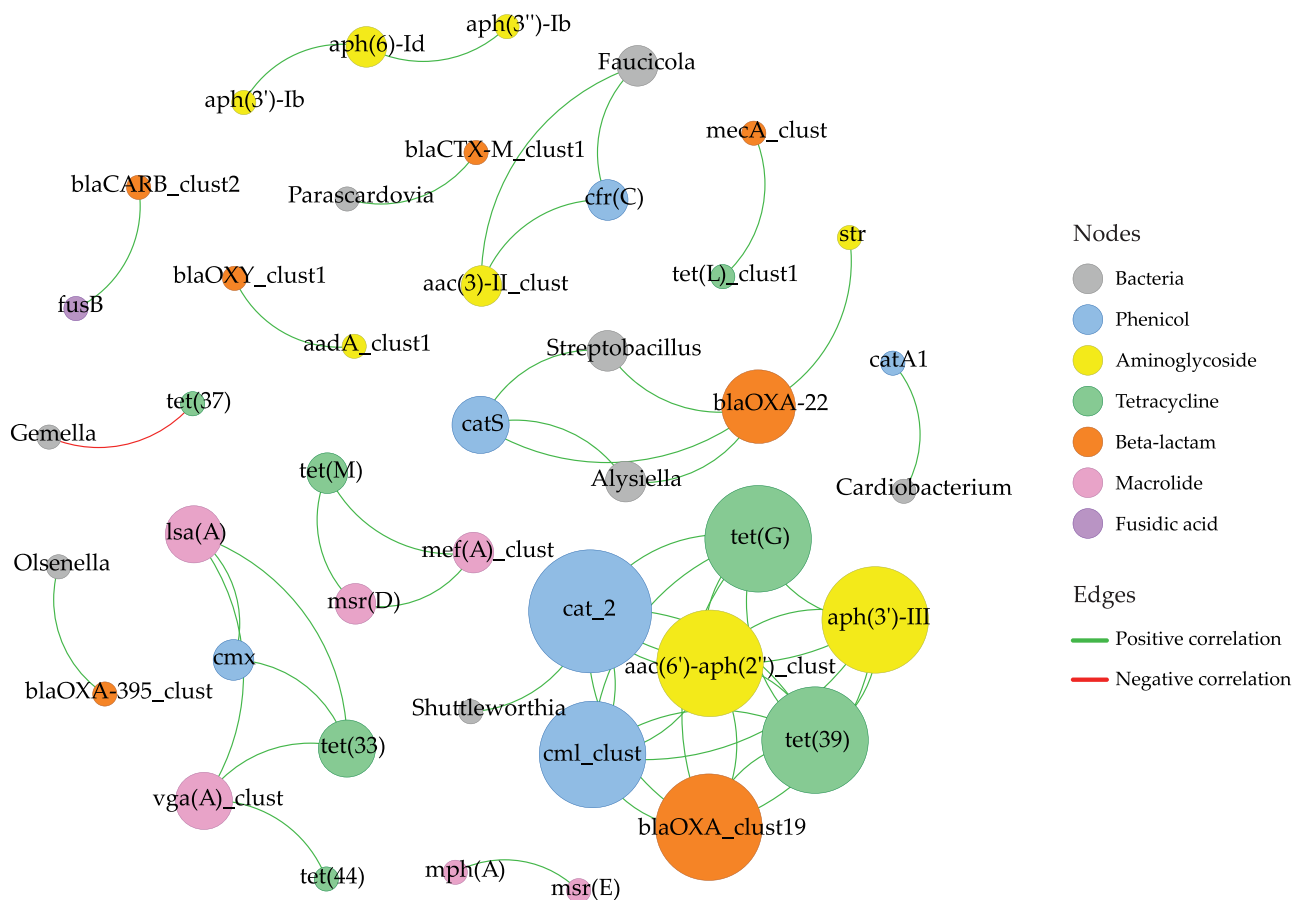 aph(3'')-Ib
aph(6)-Id
Faucicola
aph(3')-Ib
mecA_clust
blaCTX-M_clust1
blaCARB_clust2
Parascardovia
cfr(C)
str
Nodes
blaOXY_clust1
aac(3)-II_clust
tet(L)_clust1
Bacteria
fusB
Phenicol
aadA_clust1
Streptobacillus
catA1
Aminoglycoside
tet(37)
blaOXA-22
Tetracycline
Gemella
catS
Beta-lactam
tet(M)
Alysiella
Cardiobacterium
Macrolide
lsa(A)
tet(G)
Fusidic acid
Olsenella
mef(A)_clust
msr(D)
cat_2
aph(3')-III
Edges
Positive correlation
cmx
aac(6')-aph(2'')_clust
blaOXA-395_clust
Negative correlation
Shuttleworthia
tet(33)
cml_clust
tet(39)
vga(A)_clust
blaOXA_clust19
tet(44)
mph(A)
msr(E)